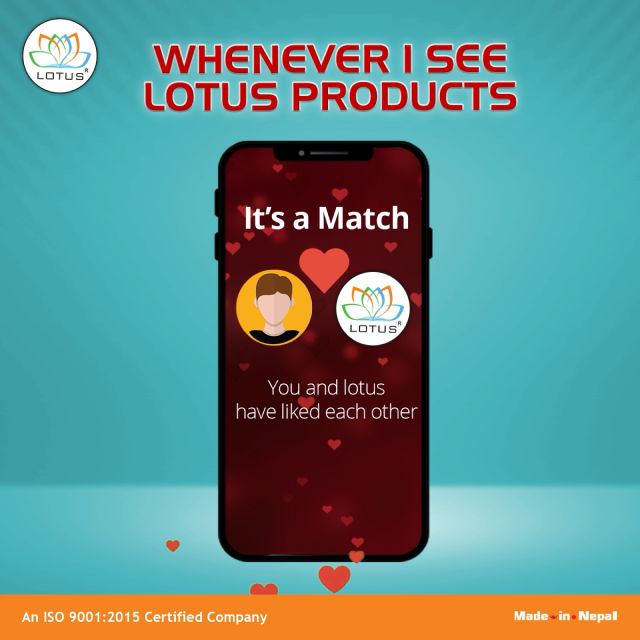 LOTUS R
WHENEVER I SEE
LOTUS PRODUCTS
It's a Match
LOTUS R
You and lotus
have liked each other
An ISO 9001:2015 Certified Company
Made in Nepal